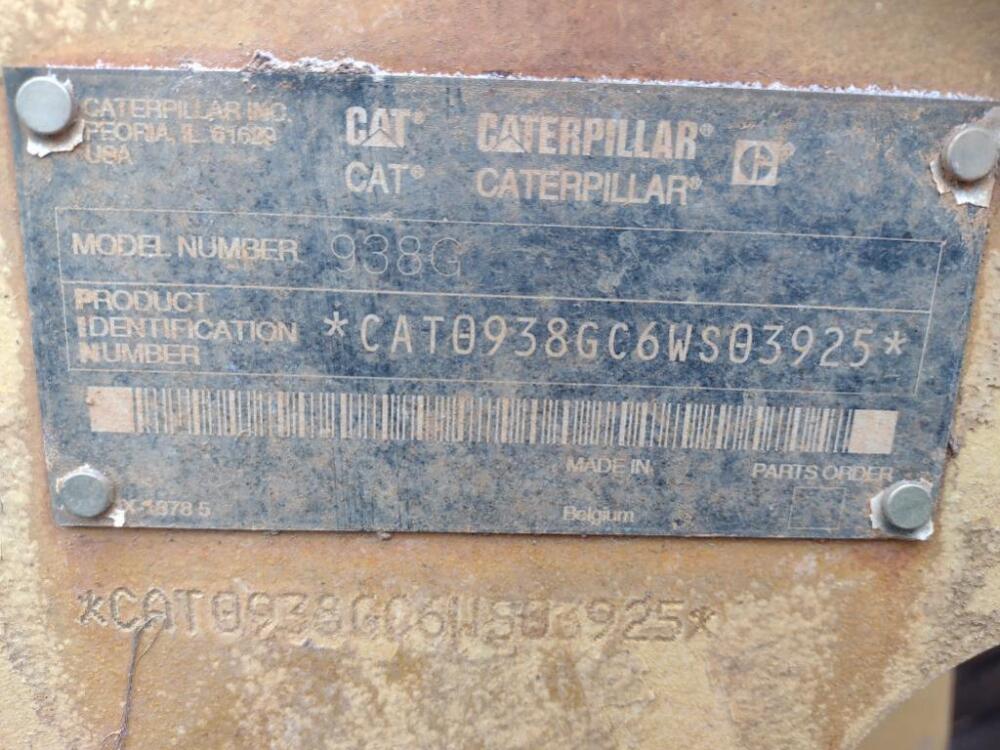 CATERPILLAR INC.
PEORIA, IL 61629
USA
CAT® CATERPILLAR®
CAT® CATERPILLAR®
MODEL NUMBER 938G
PRODUCT
IDENTIFICATION
NUMBER
*CAT0938GC6WS03925*
MADE IN
Belgium
PARTS ORDER
*CAT0938GC6WS03925*